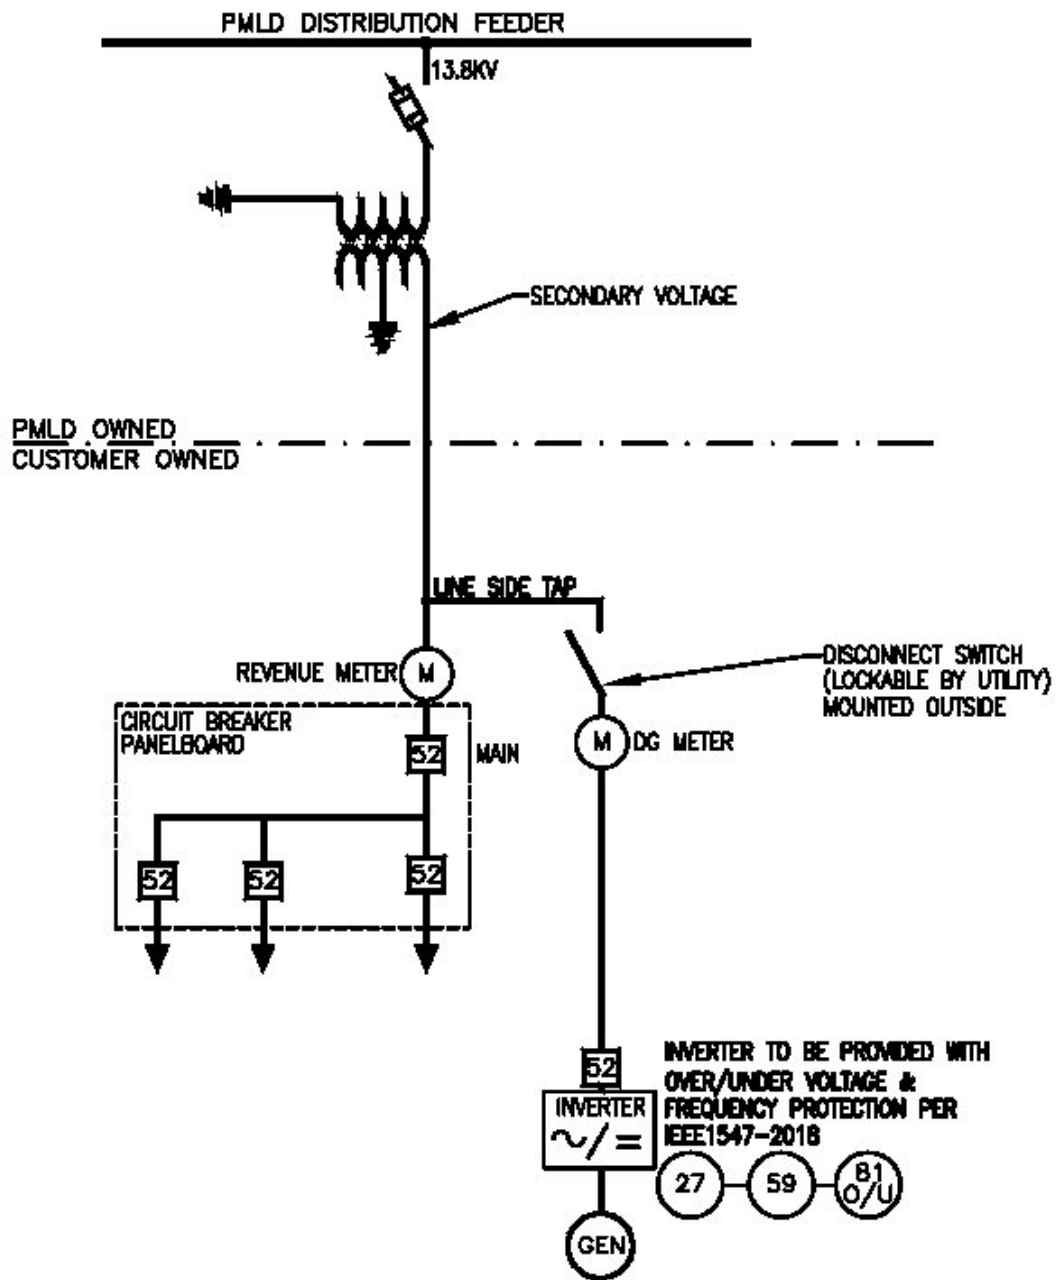 PMLD DISTRIBUTION FEEDER
13.8KV
SECONDARY VOLTAGE
PMLD OWNED
CUSTOMER OWNED
LINE SIDE TAP
REVENUE METER
M
DISCONNECT SWITCH
(LOCKABLE BY UTILITY)
MOUNTED OUTSIDE
CIRCUIT BREAKER
PANELBOARD
52
MAIN
M
DG METER
52
52
52
52
INVERTER TO BE PROVIDED WITH
OVER/UNDER VOLTAGE &
FREQUENCY PROTECTION PER
IEEE1547-2018
INVERTER
~/=
27
59
81
O/U
GEN